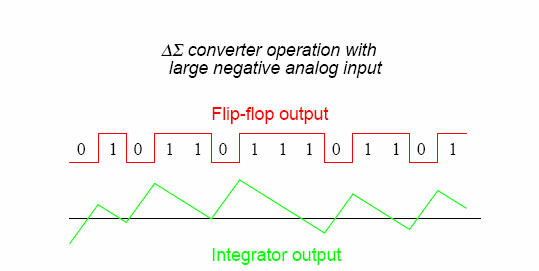 ΔΣ converter operation with
large negative analog input
Flip-flop output
0 1 0 1 1 0 1 1 1 0 1 1 0 1
Integrator output